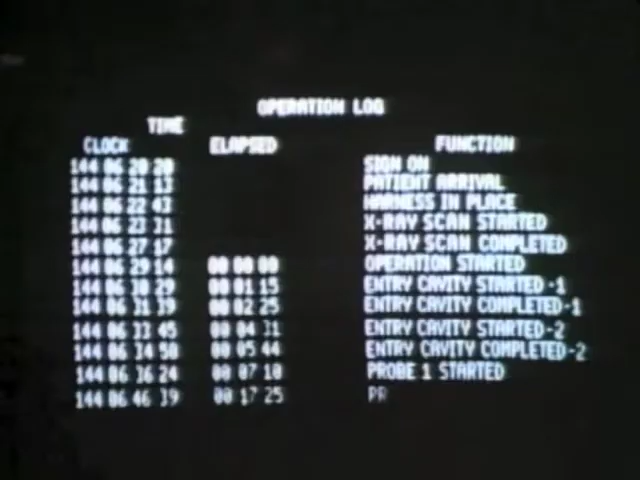 OPERATION LOG
TIME
CLOCK ELAPSED FUNCTION
144 06 20 20 SIGN ON
144 06 21 13 PATIENT ARRIVAL
144 06 22 43 HARNESS IN PLACE
144 06 23 31 X-RAY SCAN STARTED
144 06 27 17 X-RAY SCAN COMPLETED
144 06 29 14 00 00 00 OPERATION STARTED
144 06 30 29 00 01 15 ENTRY CAVITY STARTED -1
144 06 31 39 00 02 25 ENTRY CAVITY COMPLETED-1
144 06 33 45 00 04 31 ENTRY CAVITY STARTED-2
144 06 34 58 00 05 44 ENTRY CAVITY COMPLETED-2
144 06 36 24 00 07 10 PROBE 1 STARTED
144 06 46 39 00 17 25 PR